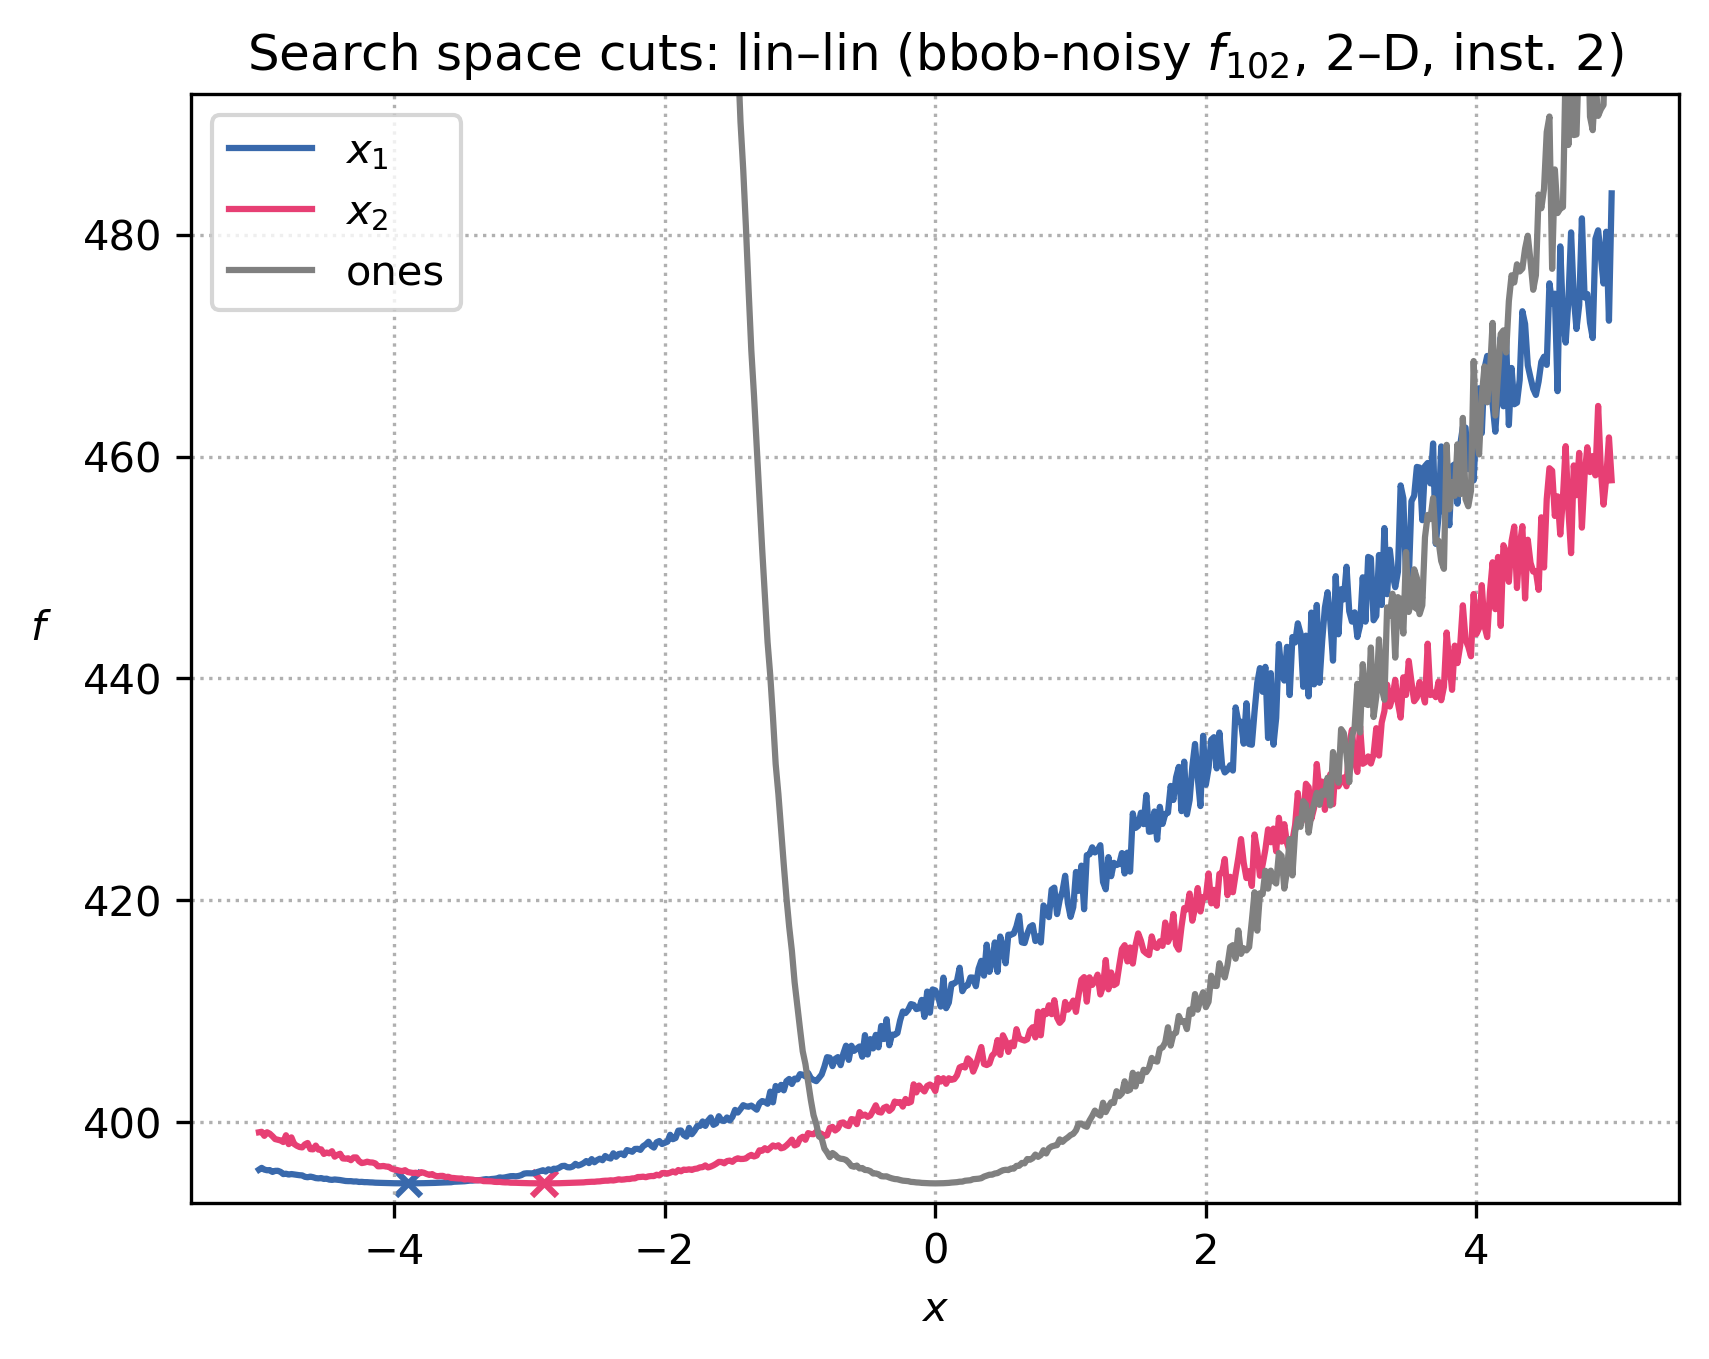 Search space cuts: lin–lin (bbob-noisy f₁₀₂, 2–D, inst. 2)
x₁
x₂
ones
480
460
440
420
400
f
−4 −2 0 2 4
x